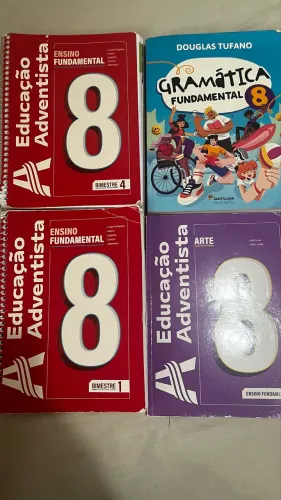 Educação
Adventista
ENSINO
FUNDAMENTAL
8
BIMESTRE 4
DOUGLAS TUFANO
GRAMÁTICA
FUNDAMENTAL 8
SANTILLANA
Educação
Adventista
ENSINO
FUNDAMENTAL
8
BIMESTRE 1
Educação
Adventista
ARTE
8
ENSINO FUNDAM